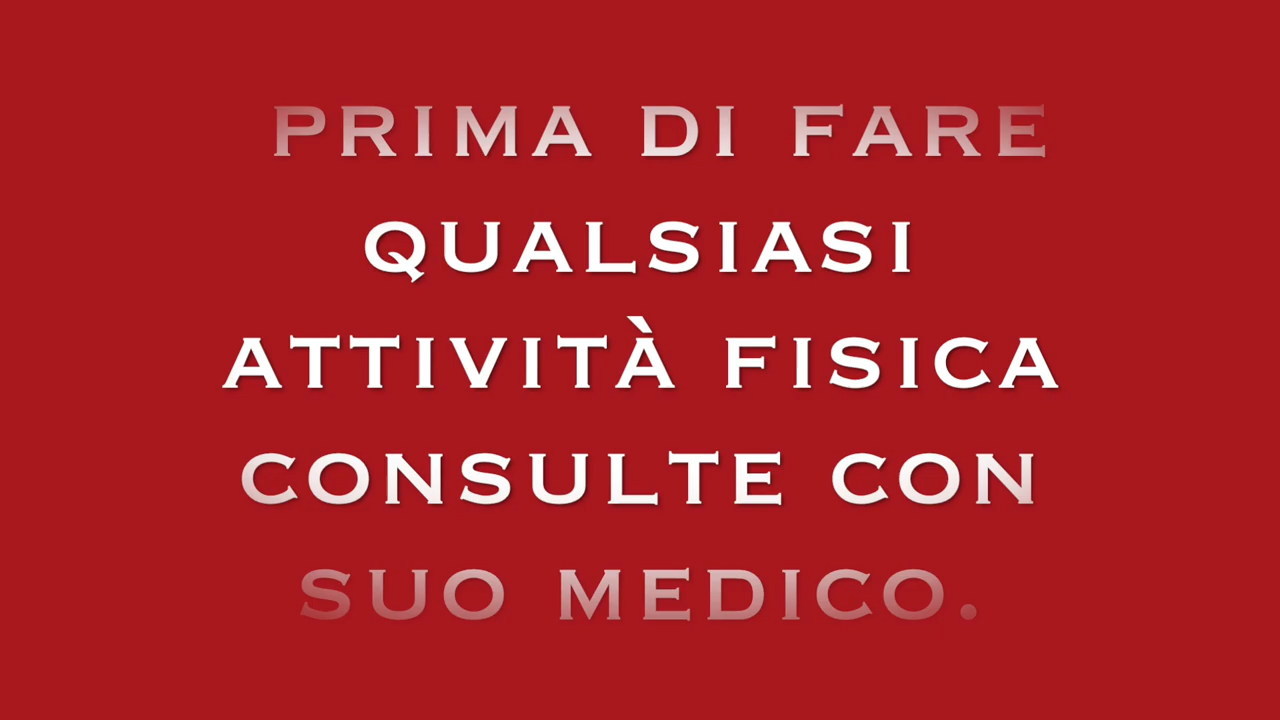 PRIMA DI FARE
QUALSIASI
ATTIVITÀ FISICA
CONSULTE CON
SUO MEDICO.